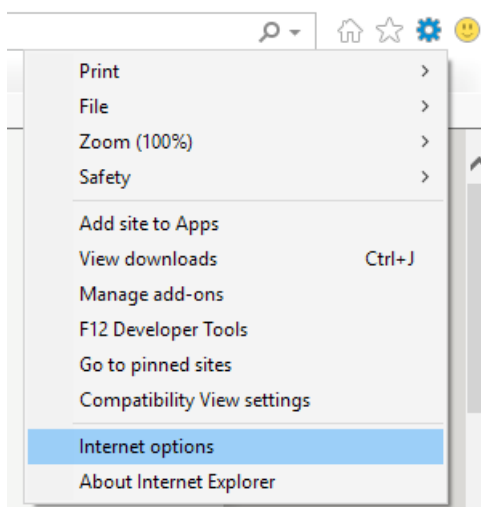 Print
File
Zoom (100%)
Safety
Add site to Apps
View downloads Ctrl+J
Manage add-ons
F12 Developer Tools
Go to pinned sites
Compatibility View settings
Internet options
About Internet Explorer